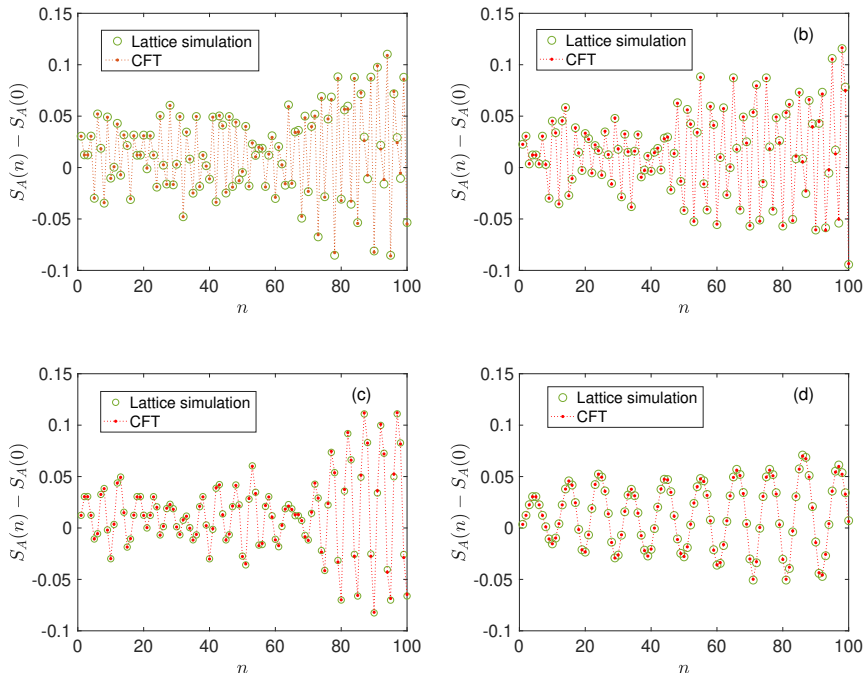 0.15
0.1
0.05
0
-0.05
-0.1
0 20 40 60 80 100
n
S_A(n) − S_A(0)
Lattice simulation
CFT
0.15
0.1
0.05
0
-0.05
-0.1
0 20 40 60 80 100
n
S_A(n) − S_A(0)
Lattice simulation
CFT
(b)
0.15
0.1
0.05
0
-0.05
-0.1
0 20 40 60 80 100
n
S_A(n) − S_A(0)
Lattice simulation
CFT
(c)
0.15
0.1
0.05
0
-0.05
-0.1
0 20 40 60 80 100
n
S_A(n) − S_A(0)
Lattice simulation
CFT
(d)